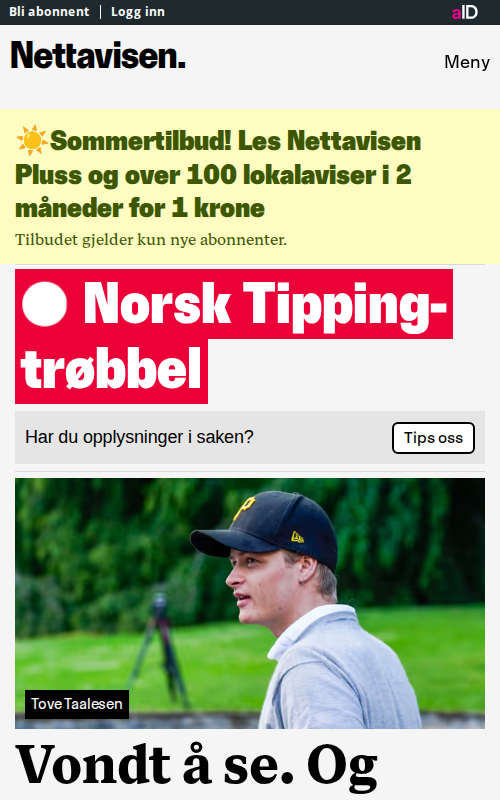 Bli abonnent
Logg inn
aID
Nettavisen.
Meny
☀️Sommertilbud! Les Nettavisen
Pluss og over 100 lokalaviser i 2
måneder for 1 krone
Tilbudet gjelder kun nye abonnenter.
Norsk Tipping-
trøbbel
Har du opplysninger i saken?
Tips oss
P
Tove Taalesen
Vondt å se. Og